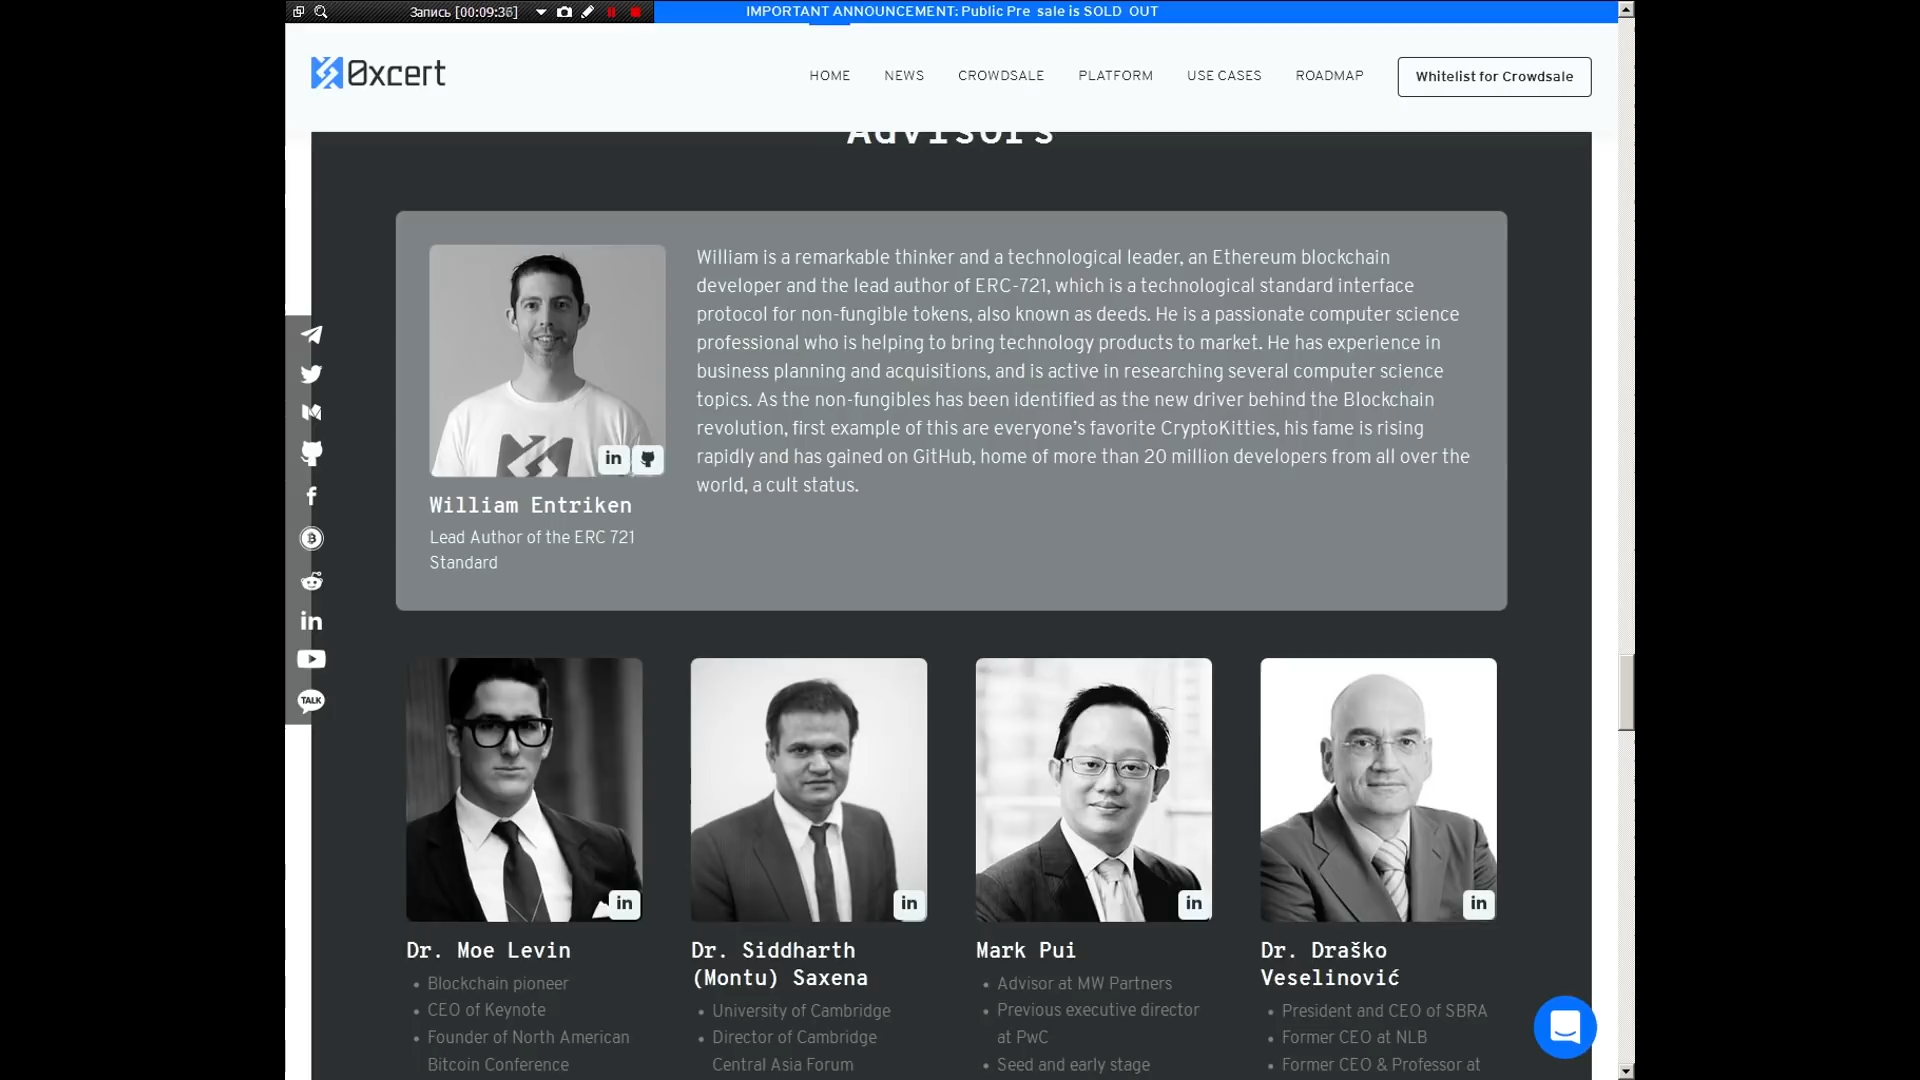 Запись [00:09:36]
IMPORTANT ANNOUNCEMENT: Public Pre sale is SOLD OUT
0xcert
HOME NEWS CROWDSALE PLATFORM USE CASES ROADMAP Whitelist for Crowdsale
Advisors
William is a remarkable thinker and a technological leader, an Ethereum blockchain
developer and the lead author of ERC-721, which is a technological standard interface
protocol for non-fungible tokens, also known as deeds. He is a passionate computer science
professional who is helping to bring technology products to market. He has experience in
business planning and acquisitions, and is active in researching several computer science
topics. As the non-fungibles has been identified as the new driver behind the Blockchain
revolution, first example of this are everyone's favorite CryptoKitties, his fame is rising
rapidly and has gained on GitHub, home of more than 20 million developers from all over the
world, a cult status.
in
William Entriken
Lead Author of the ERC 721
Standard
in
TALK
in
in
in
in
Dr. Moe Levin
• Blockchain pioneer
• CEO of Keynote
• Founder of North American
Bitcoin Conference
Dr. Siddharth
(Montu) Saxena
• University of Cambridge
• Director of Cambridge
Central Asia Forum
Mark Pui
• Advisor at MW Partners
• Previous executive director
at PwC
• Seed and early stage
Dr. Draško
Veselinović
• President and CEO of SBRA
• Former CEO at NLB
• Former CEO & Professor at